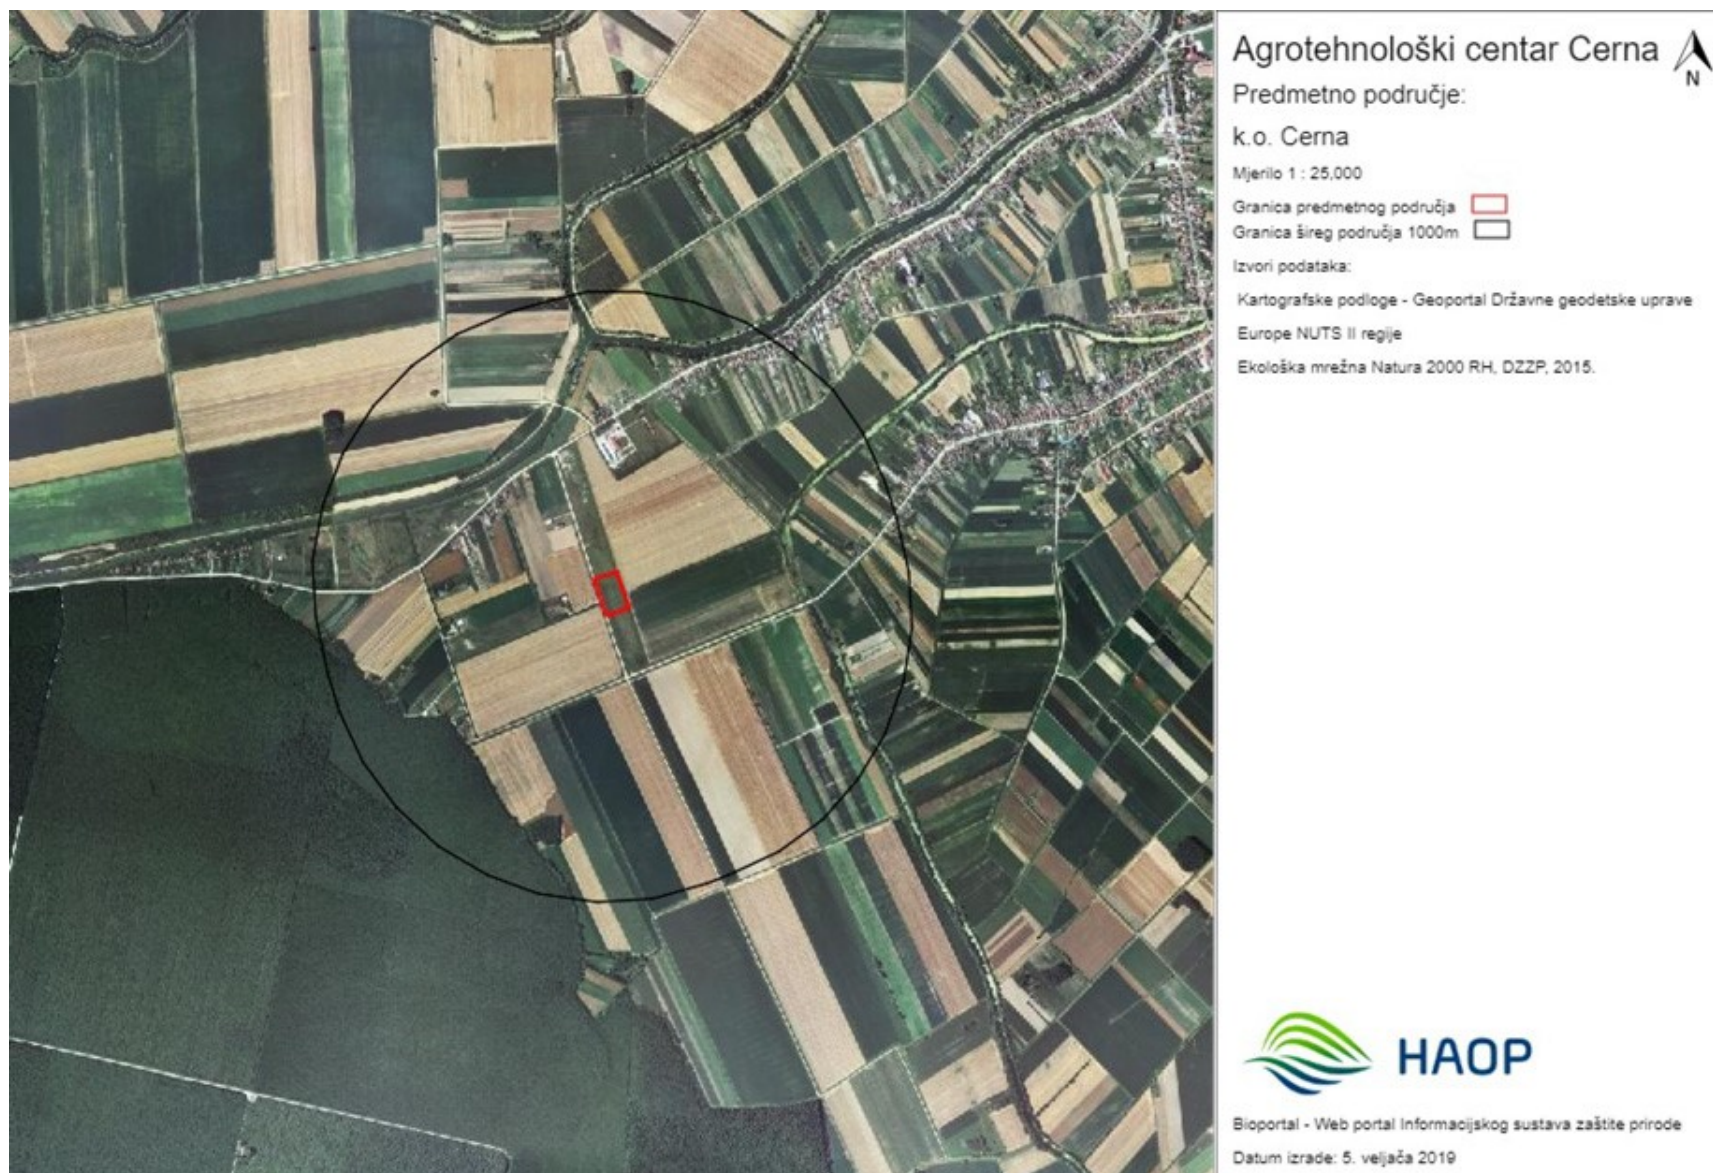 Agrotehnološki centar Cerna
N
Predmetno područje:
k.o. Cerna
Mjerilo 1 : 25,000
Granica predmetnog područja
Granica šireg područja 1000m
Izvori podataka:
Kartografske podloge - Geoportal Državne geodetske uprave
Europe NUTS II regije
Ekološka mrežna Natura 2000 RH, DZZP, 2015.
HAOP
Bioportal - Web portal Informacijskog sustava zaštite prirode
Datum izrade: 5. veljača 2019